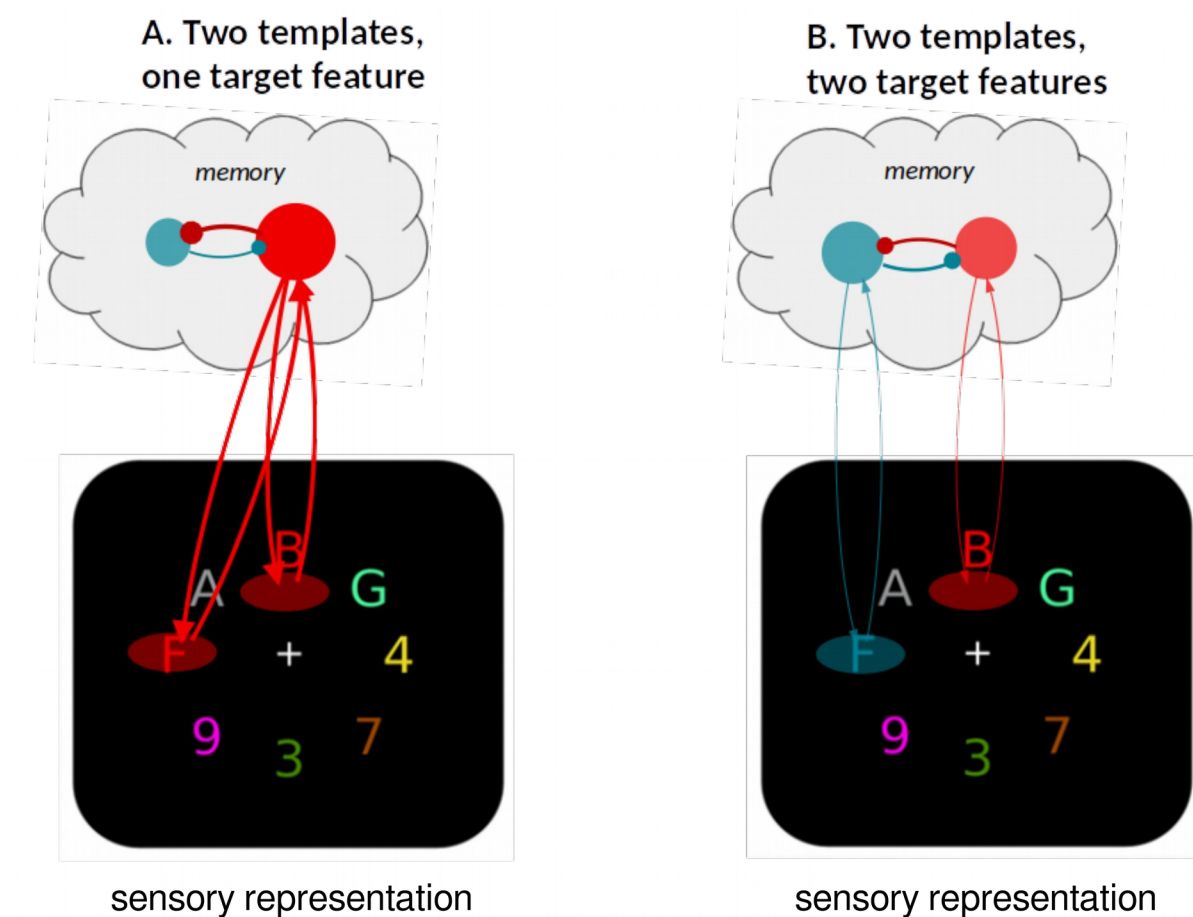 A. Two templates,
one target feature
memory
B
A
G
F
+
4
9
3
7
sensory representation
B. Two templates,
two target features
memory
B
A
G
F
+
4
9
3
7
sensory representation